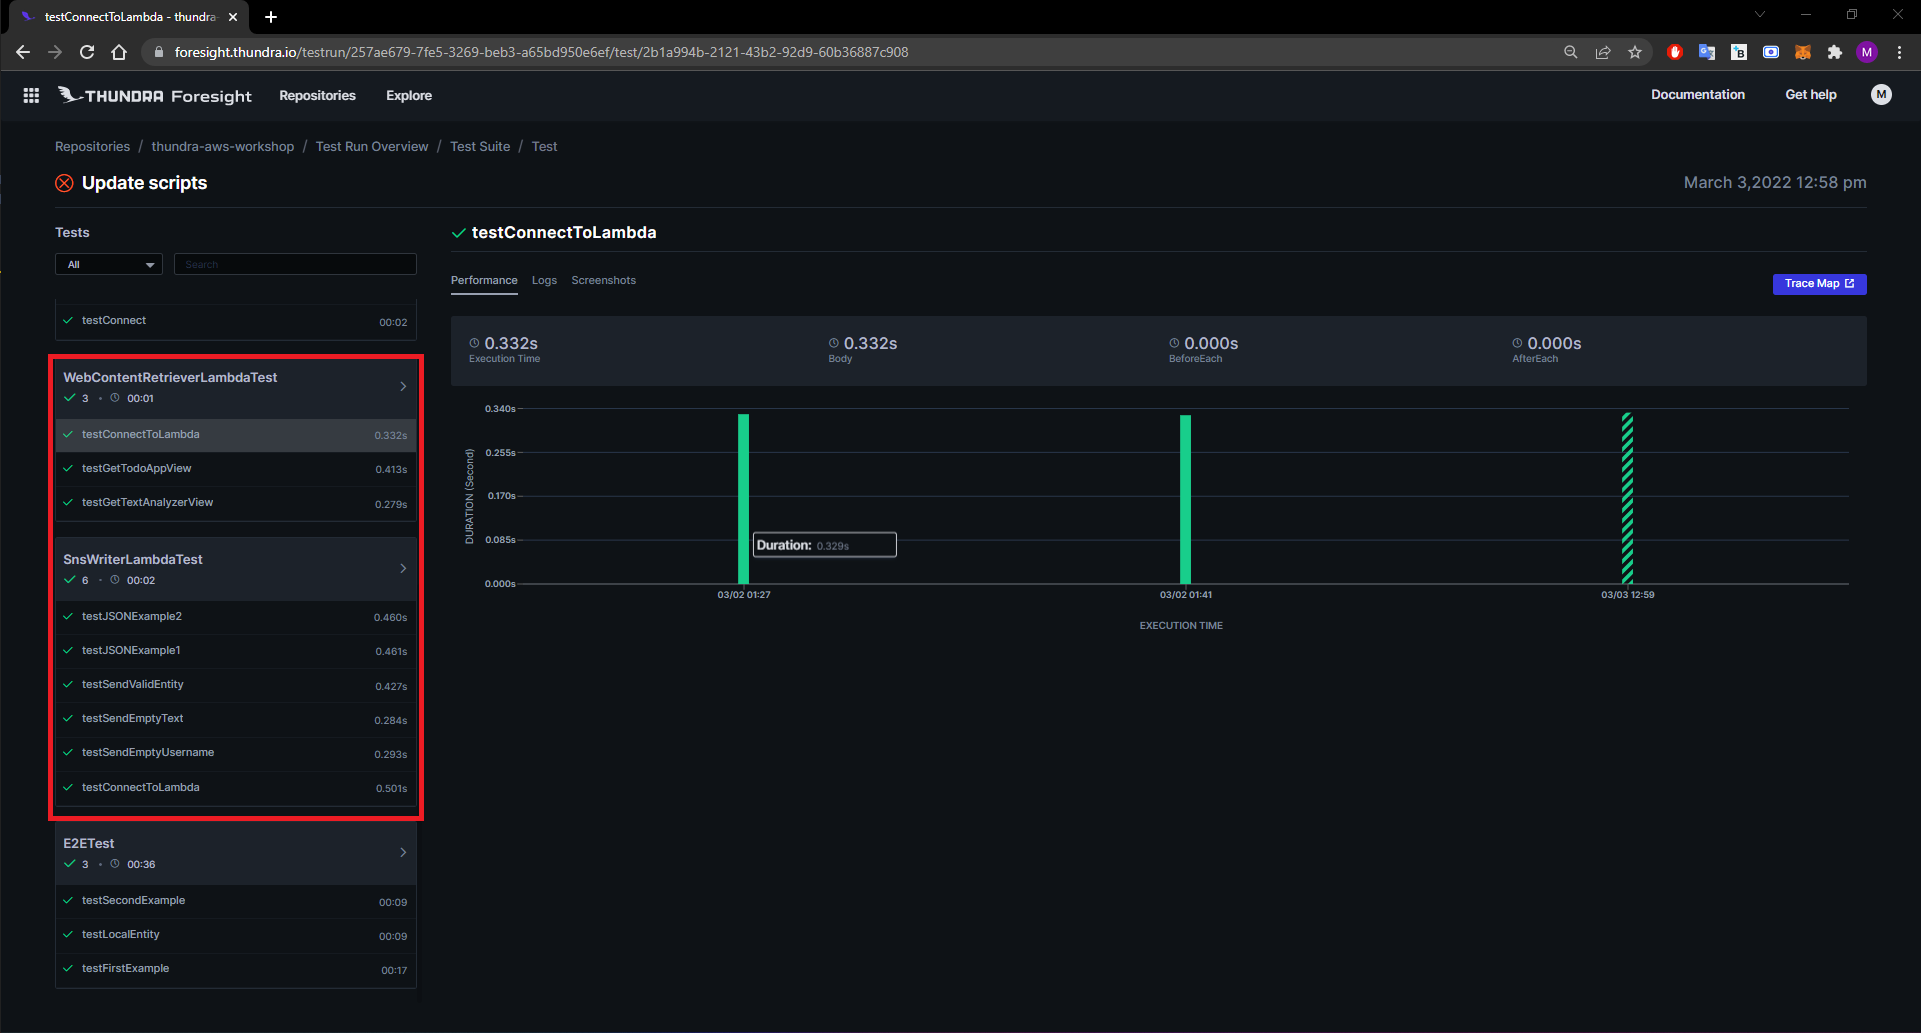 testConnectToLambda - thundra
foresight.thundra.io/testrun/257ae679-7fe5-3269-beb3-a65bd950e6ef/test/2b1a994b-2121-43b2-92d9-60b36887c908
B
M
THUNDRA Foresight
Repositories
Explore
Documentation
Get help
M
Repositories / thundra-aws-workshop / Test Run Overview / Test Suite / Test
Update scripts
March 3,2022 12:58 pm
Tests
All
Search
testConnect 00:02
WebContentRetrieverLambdaTest
3 • 00:01
testConnectToLambda 0.332s
testGetTodoAppView 0.413s
testGetTextAnalyzerView 0.279s
SnsWriterLambdaTest
6 • 00:02
testJSONExample2 0.460s
testJSONExample1 0.461s
testSendValidEntity 0.427s
testSendEmptyText 0.284s
testSendEmptyUsername 0.293s
testConnectToLambda 0.501s
E2ETest
3 • 00:36
testSecondExample 00:09
testLocalEntity 00:09
testFirstExample 00:17
testConnectToLambda
Performance
Logs
Screenshots
Trace Map
0.332s
Execution Time
0.332s
Body
0.000s
BeforeEach
0.000s
AfterEach
DURATION (Second)
0.340s
0.255s
0.170s
0.085s
0.000s
Duration: 0.329s
03/02 01:27
03/02 01:41
03/03 12:59
EXECUTION TIME